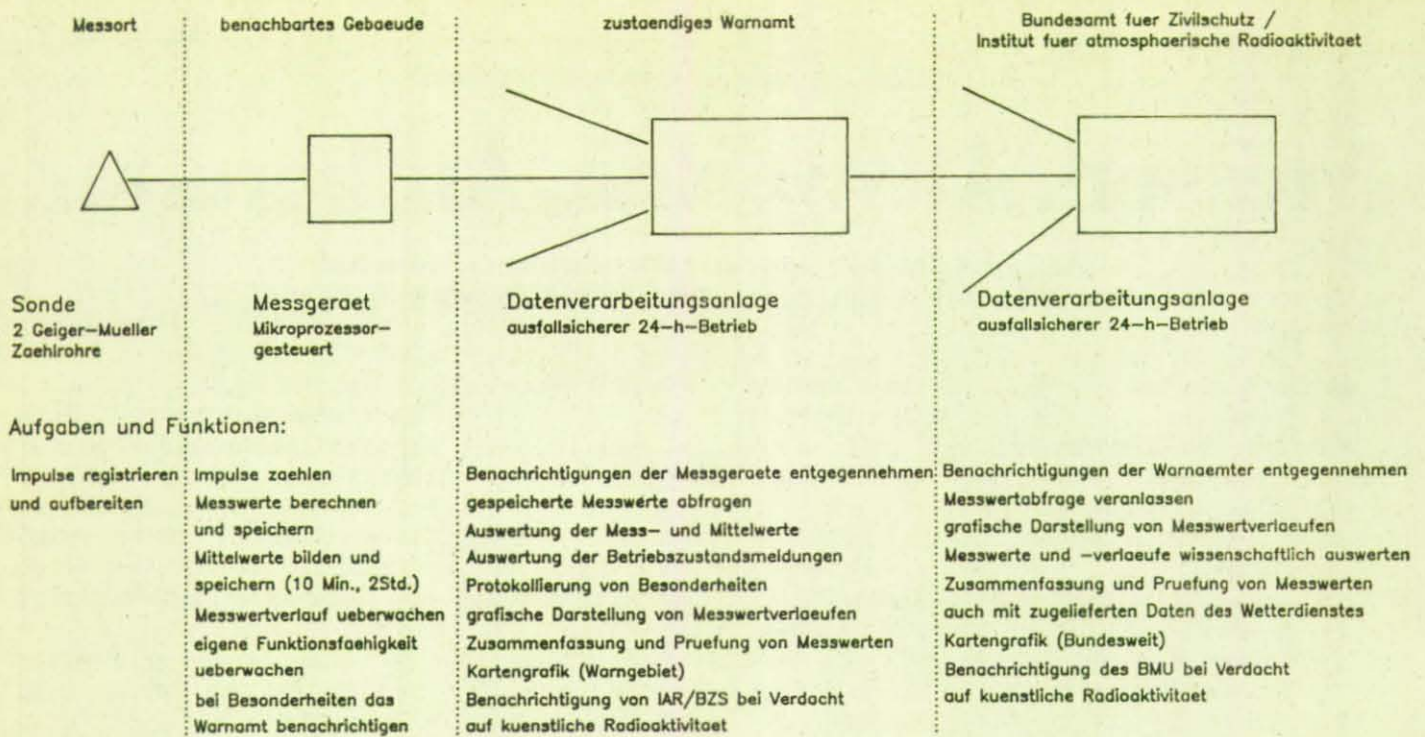 Messort
benachbartes Gebaeude
zustaendiges Warnamt
Bundesamt fuer Zivilschutz /
Institut fuer atmosphaerische Radioaktivitaet
Sonde
2 Geiger-Mueller
Zaehlrohre
Messgeraet
Mikroprozessor-
gesteuert
Datenverarbeitungsanlage
ausfallsicherer 24-h-Betrieb
Datenverarbeitungsanlage
ausfallsicherer 24-h-Betrieb
Aufgaben und Funktionen:
Impulse registrieren
und aufbereiten
Impulse zaehlen
Messwerte berechnen
und speichern
Mittelwerte bilden und
speichern (10 Min., 2Std.)
Messwertverlauf ueberwachen
eigene Funktionsfaehigkeit
ueberwachen
bei Besonderheiten das
Warnamt benachrichtigen
Benachrichtigungen der Messgeraete entgegennehmen
gespeicherte Messwerte abfragen
Auswertung der Mess- und Mittelwerte
Auswertung der Betriebszustandsmeldungen
Protokollierung von Besonderheiten
grafische Darstellung von Messwertverlaeufen
Zusammenfassung und Pruefung von Messwerten
Kartengrafik (Warngebiet)
Benachrichtigung von IAR/BZS bei Verdacht
auf kuenstliche Radioaktivitaet
Benachrichtigungen der Warnaemter entgegennehmen
Messwertabfrage veranlassen
grafische Darstellung von Messwertverlaeufen
Messwerte und -verlaeufe wissenschaftlich auswerten
Zusammenfassung und Pruefung von Messwerten
auch mit zugelieferten Daten des Wetterdienstes
Kartengrafik (Bundesweit)
Benachrichtigung des BMU bei Verdacht
auf kuenstliche Radioaktivitaet